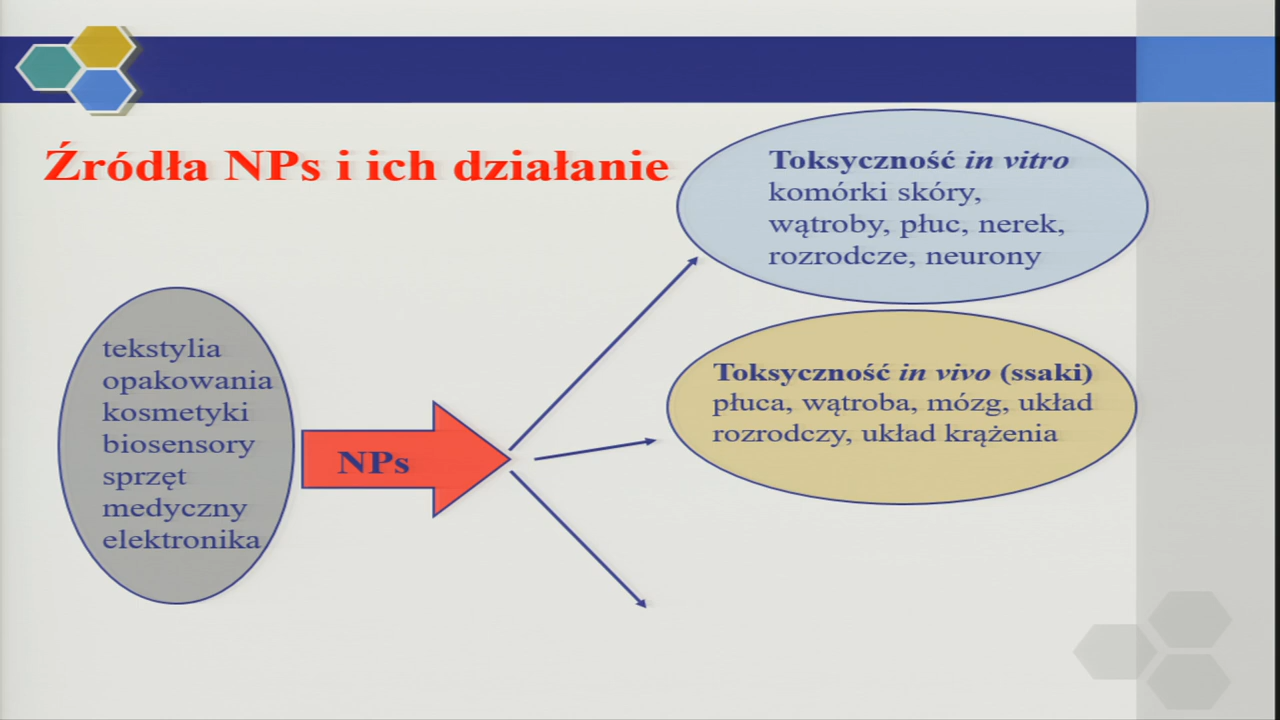 Źródła NPs i ich działanie
Toksyczność in vitro
komórki skóry,
wątroby, płuc, nerek,
rozrodcze, neurony
tekstylia
opakowania
kosmetyki
biosensory
sprzęt
medyczny
elektronika
NPs
Toksyczność in vivo (ssaki)
płuca, wątroba, mózg, układ
rozrodczy, układ krążenia